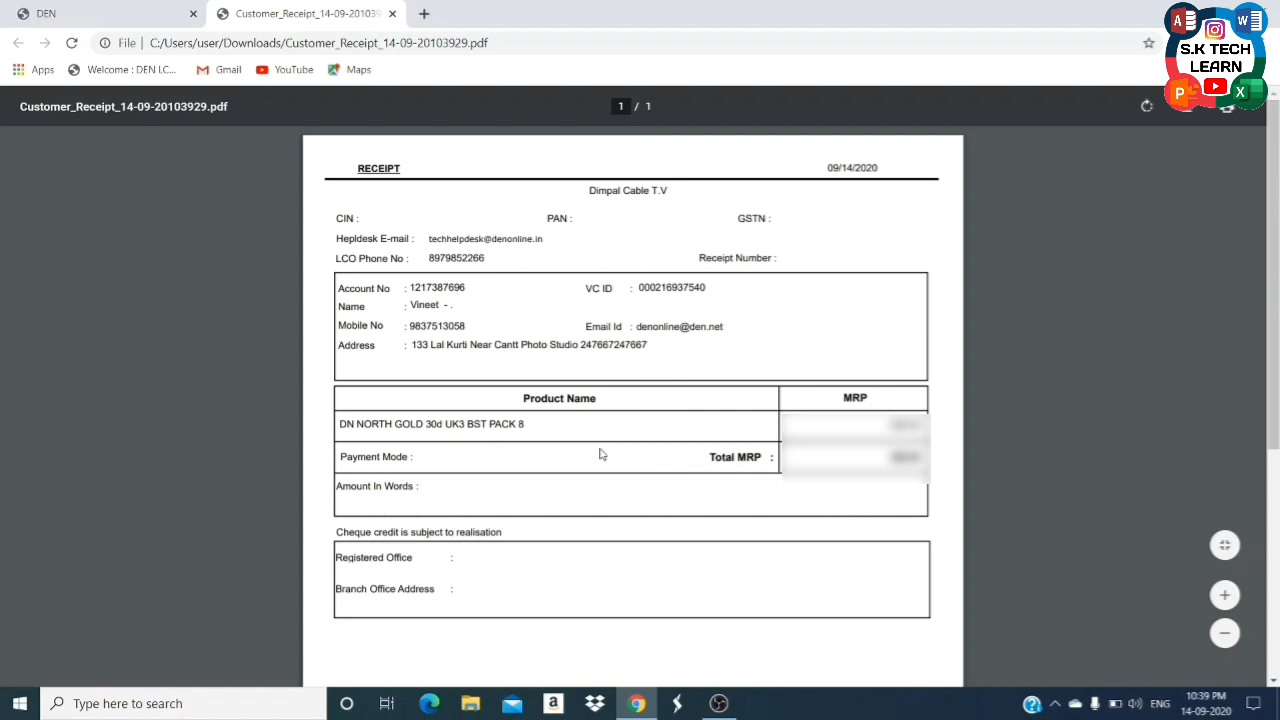 DEN
Customer_Receipt_14-09-20103929
File | C:/Users/user/Downloads/Customer_Receipt_14-09-20103929.pdf
Apps
Welcome : DEN LC...
Gmail
YouTube
Maps
S.K TECH
LEARN
Customer_Receipt_14-09-20103929.pdf
1 / 1
RECEIPT 09/14/2020
Dimpal Cable T.V
CIN : PAN : GSTN :
Hepldesk E-mail : techhelpdesk@denonline.in
LCO Phone No : 8979852266 Receipt Number :
Account No : 1217387696 VC ID : 000216937540
Name : Vineet - .
Mobile No : 9837513058 Email Id : denonline@den.net
Address : 133 Lal Kurti Near Cantt Photo Studio 247667247667
Product Name MRP
DN NORTH GOLD 30d UK3 BST PACK 8
Payment Mode : Total MRP :
Amount In Words :
Cheque credit is subject to realisation
Registered Office :
Branch Office Address :
Type here to search
ENG
10:39 PM
14-09-2020